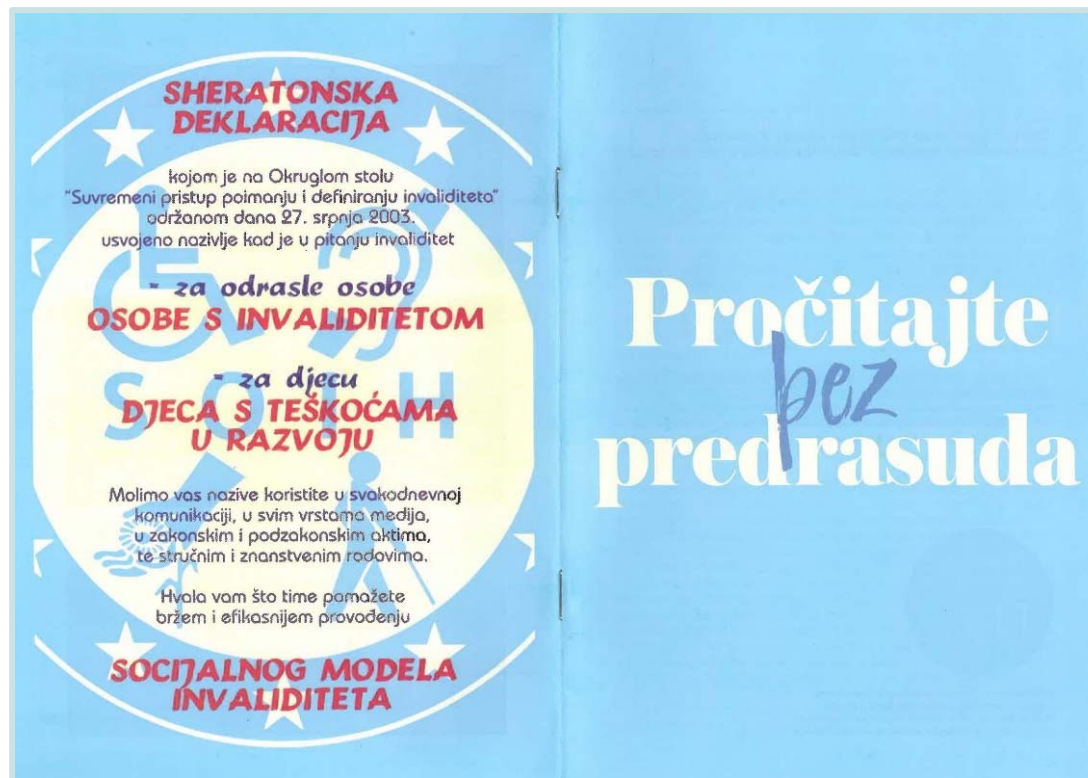 SHERATONSKA
DEKLARACIJA
kojom je na Okruglom stolu
"Suvremeni pristup poimanju i definiranju invaliditeta"
održanom dana 27. srpnja 2003.
usvojeno nazivlje kad je u pitanju invaliditet
- za odrasle osobe
OSOBE S INVALIDITETOM
- za djecu
DJECA S TEŠKOĆAMA
U RAZVOJU
SOIH
Molimo vas nazive koristite u svakodnevnoj
komunikaciji, u svim vrstama medija,
u zakonskim i podzakonskim aktima,
te stručnim i znanstvenim radovima.
Hvala vam što time pomažete
bržem i efikasnijem provođenju
SOCIJALNOG MODELA
INVALIDITETA
Pročitajte
bez
predrasuda